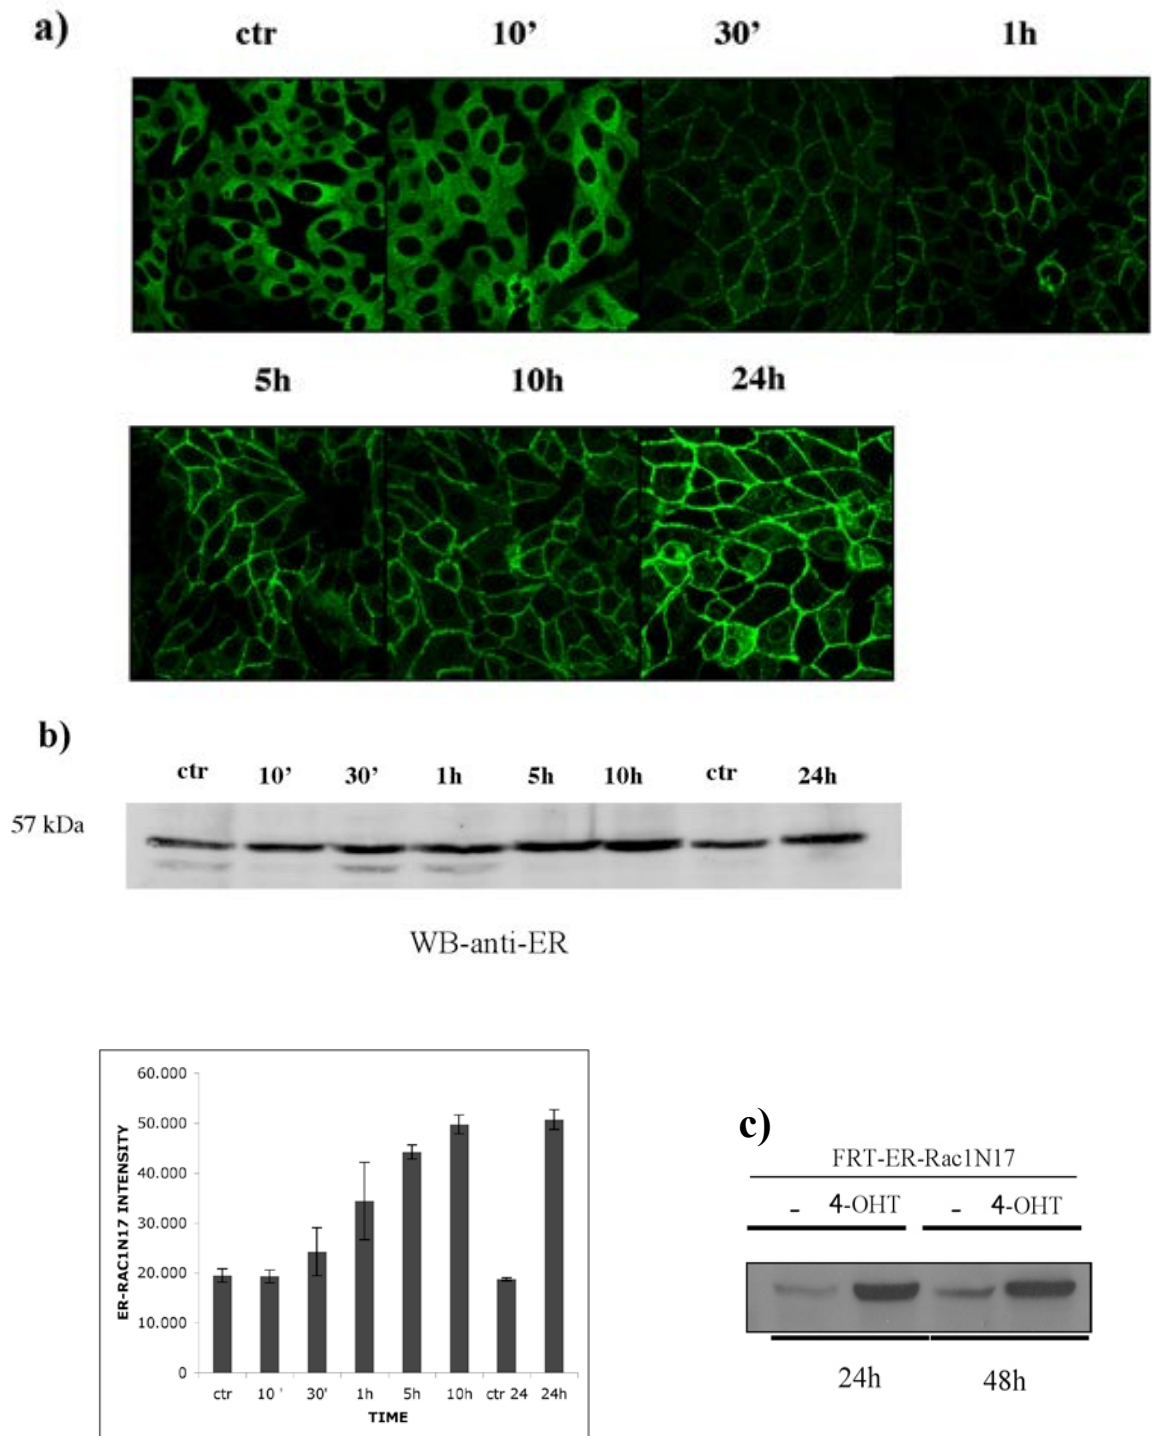 a)
ctr 10' 30' 1h
5h 10h 24h
b)
ctr 10' 30' 1h 5h 10h ctr 24h
57 kDa
WB-anti-ER
60.000
50.000
40.000
30.000
20.000
10.000
0
ER-RAC1N17 INTENSITY
ctr 10 ' 30' 1h 5h 10h ctr 24 24h
TIME
c)
FRT-ER-Rac1N17
- 4-OHT - 4-OHT
24h 48h